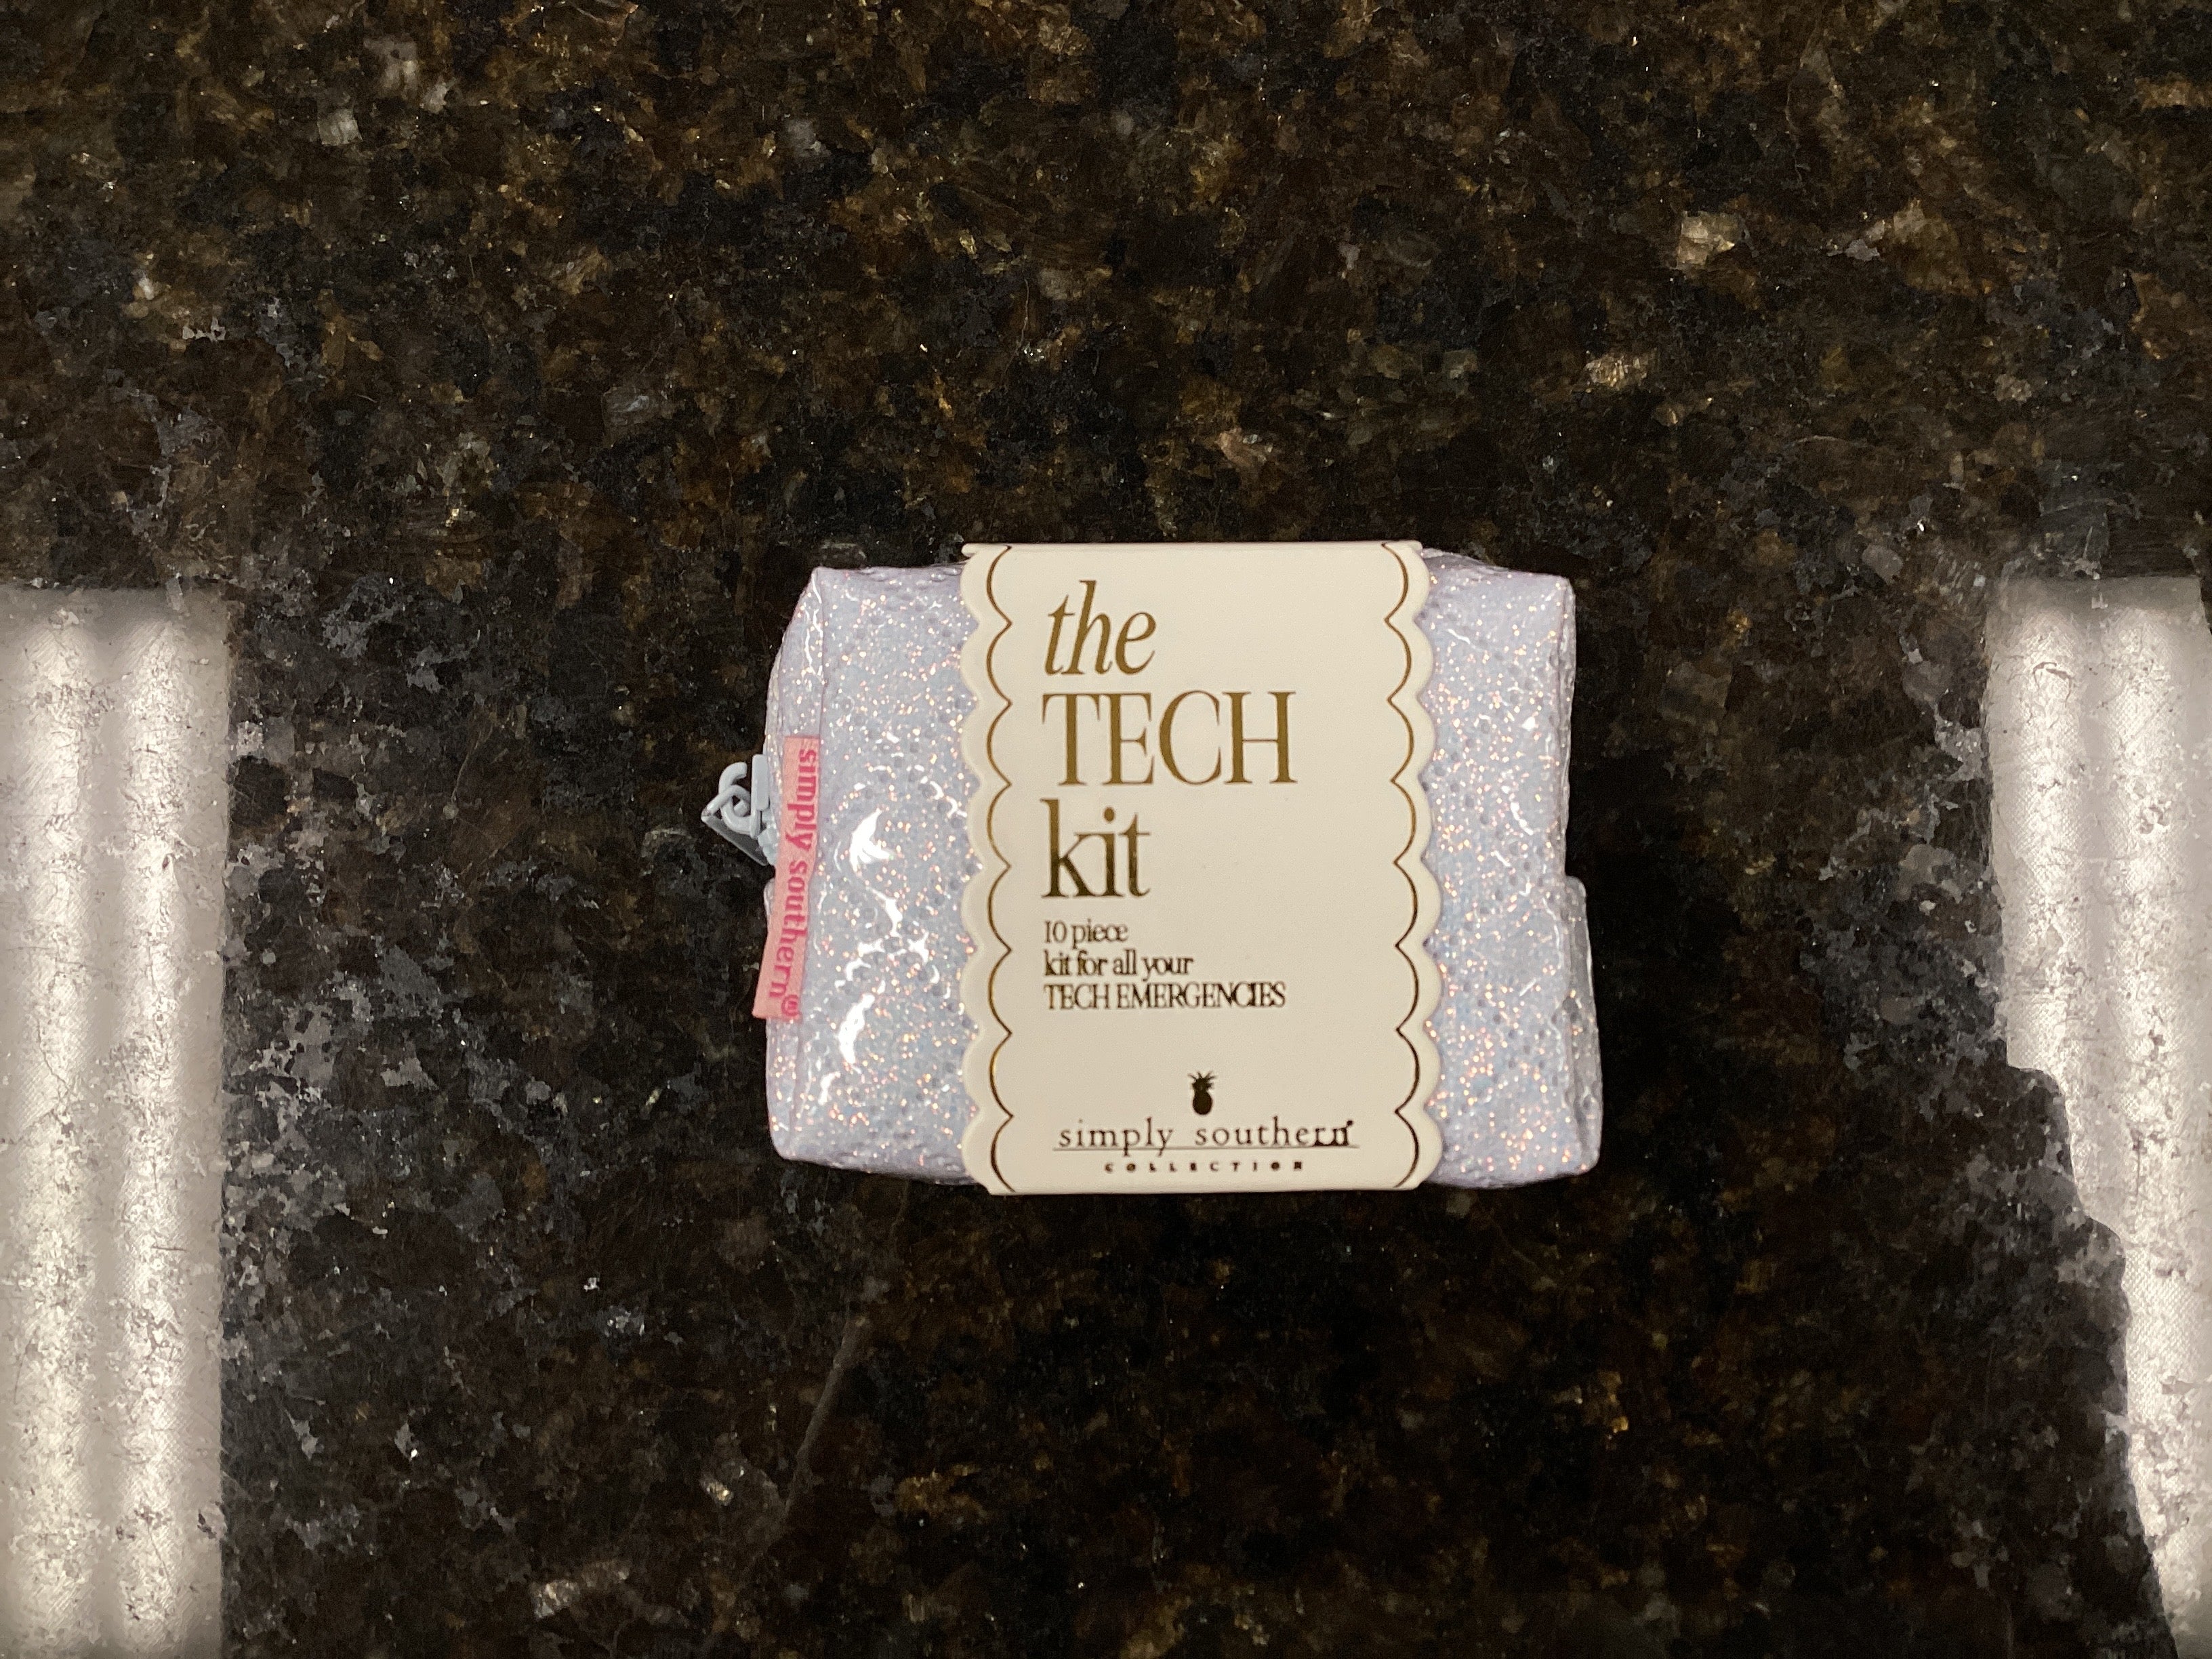 the
TECH
kit
10 piece
kit for all your
TECH EMERGENCIES
simply southern
COLLECTION
simply southern®